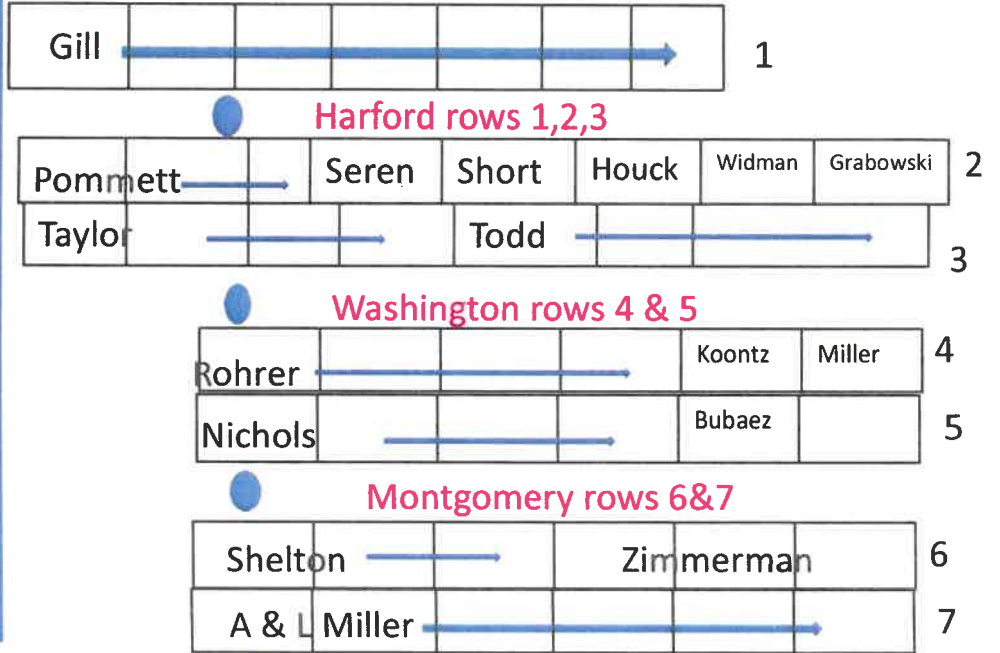 Gill 1
Harford rows 1,2,3
Pommett Seren Short Houck Widman Grabowski 2
Taylor Todd 3
Washington rows 4 & 5
Rohrer Koontz Miller 4
Nichols Bubaez 5
Montgomery rows 6&7
Shelton Zimmerman 6
A & L Miller 7